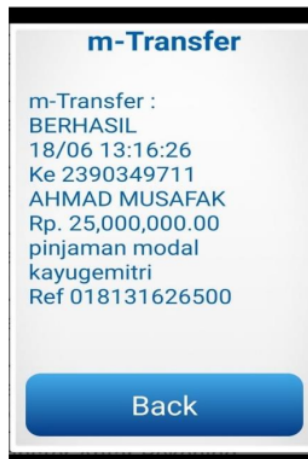 m-Transfer
m-Transfer :
BERHASIL
18/06 13:16:26
Ke 2390349711
AHMAD MUSAFAK
Rp. 25,000,000.00
pinjaman modal
kayugemitri
Ref 018131626500
Back